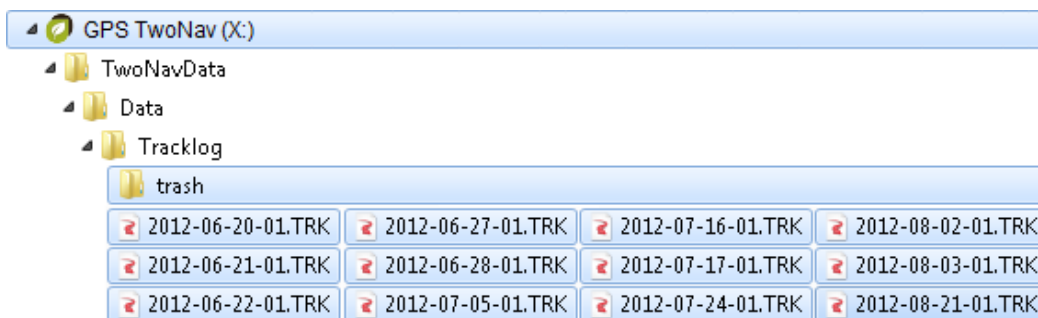 GPS TwoNav (X:)
TwoNavData
Data
Tracklog
trash
2012-06-20-01.TRK 2012-06-27-01.TRK 2012-07-16-01.TRK 2012-08-02-01.TRK
2012-06-21-01.TRK 2012-06-28-01.TRK 2012-07-17-01.TRK 2012-08-03-01.TRK
2012-06-22-01.TRK 2012-07-05-01.TRK 2012-07-24-01.TRK 2012-08-21-01.TRK